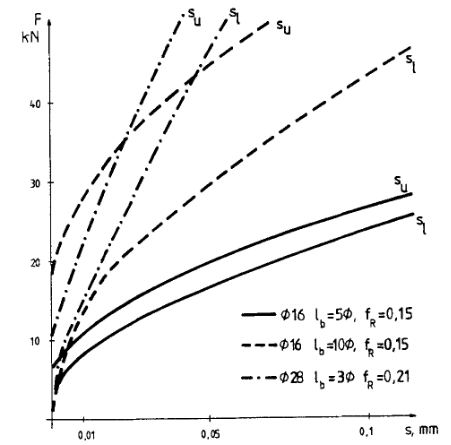 F
kN
s_u
s_l
s_u
s_l
40
30
s_u
s_l
20
Φ16 l_b=5Φ, f_R=0,15
10
Φ16 l_b=10Φ, f_R=0,15
Φ28 l_b=3Φ f_R=0,21
0,01
0,05
0,1
s, mm